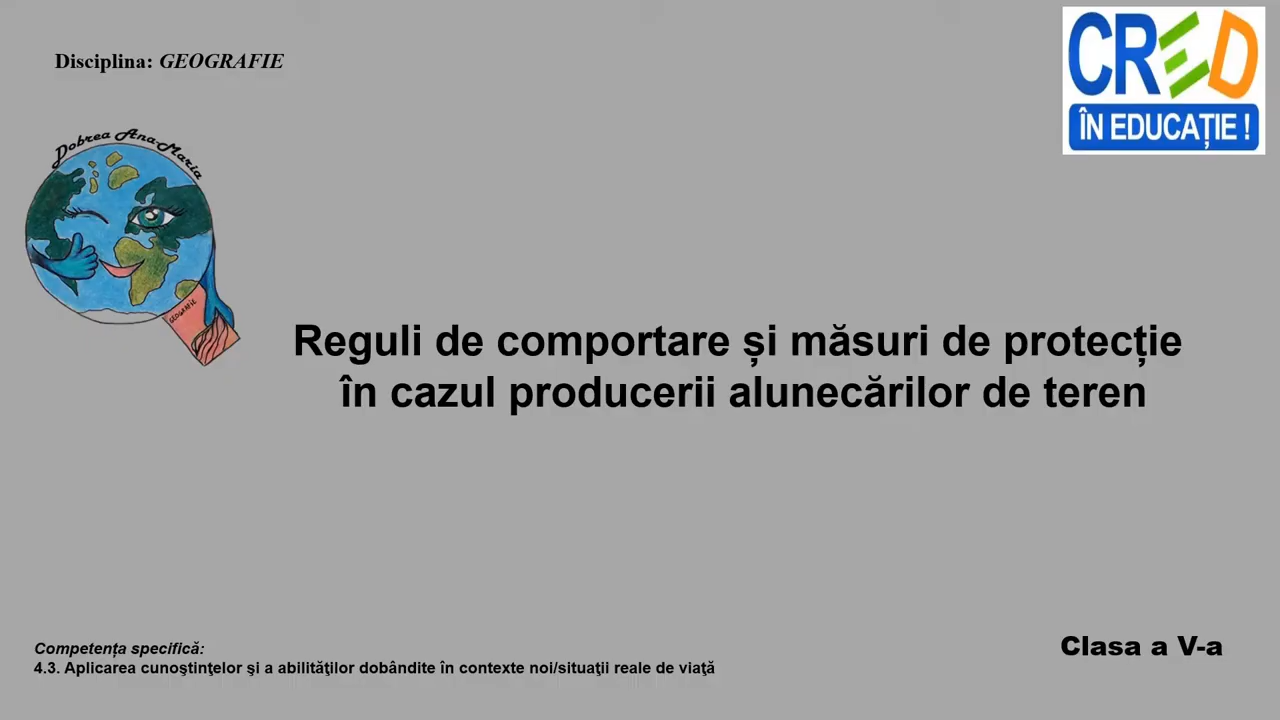 Disciplina: GEOGRAFIE
CRED
ÎN EDUCAȚIE !
Dobrea Ana-Maria
GEOGRAFIE
Reguli de comportare și măsuri de protecție
în cazul producerii alunecărilor de teren
Competența specifică:
4.3. Aplicarea cunoştinţelor şi a abilităţilor dobândite în contexte noi/situaţii reale de viaţă
Clasa a V-a